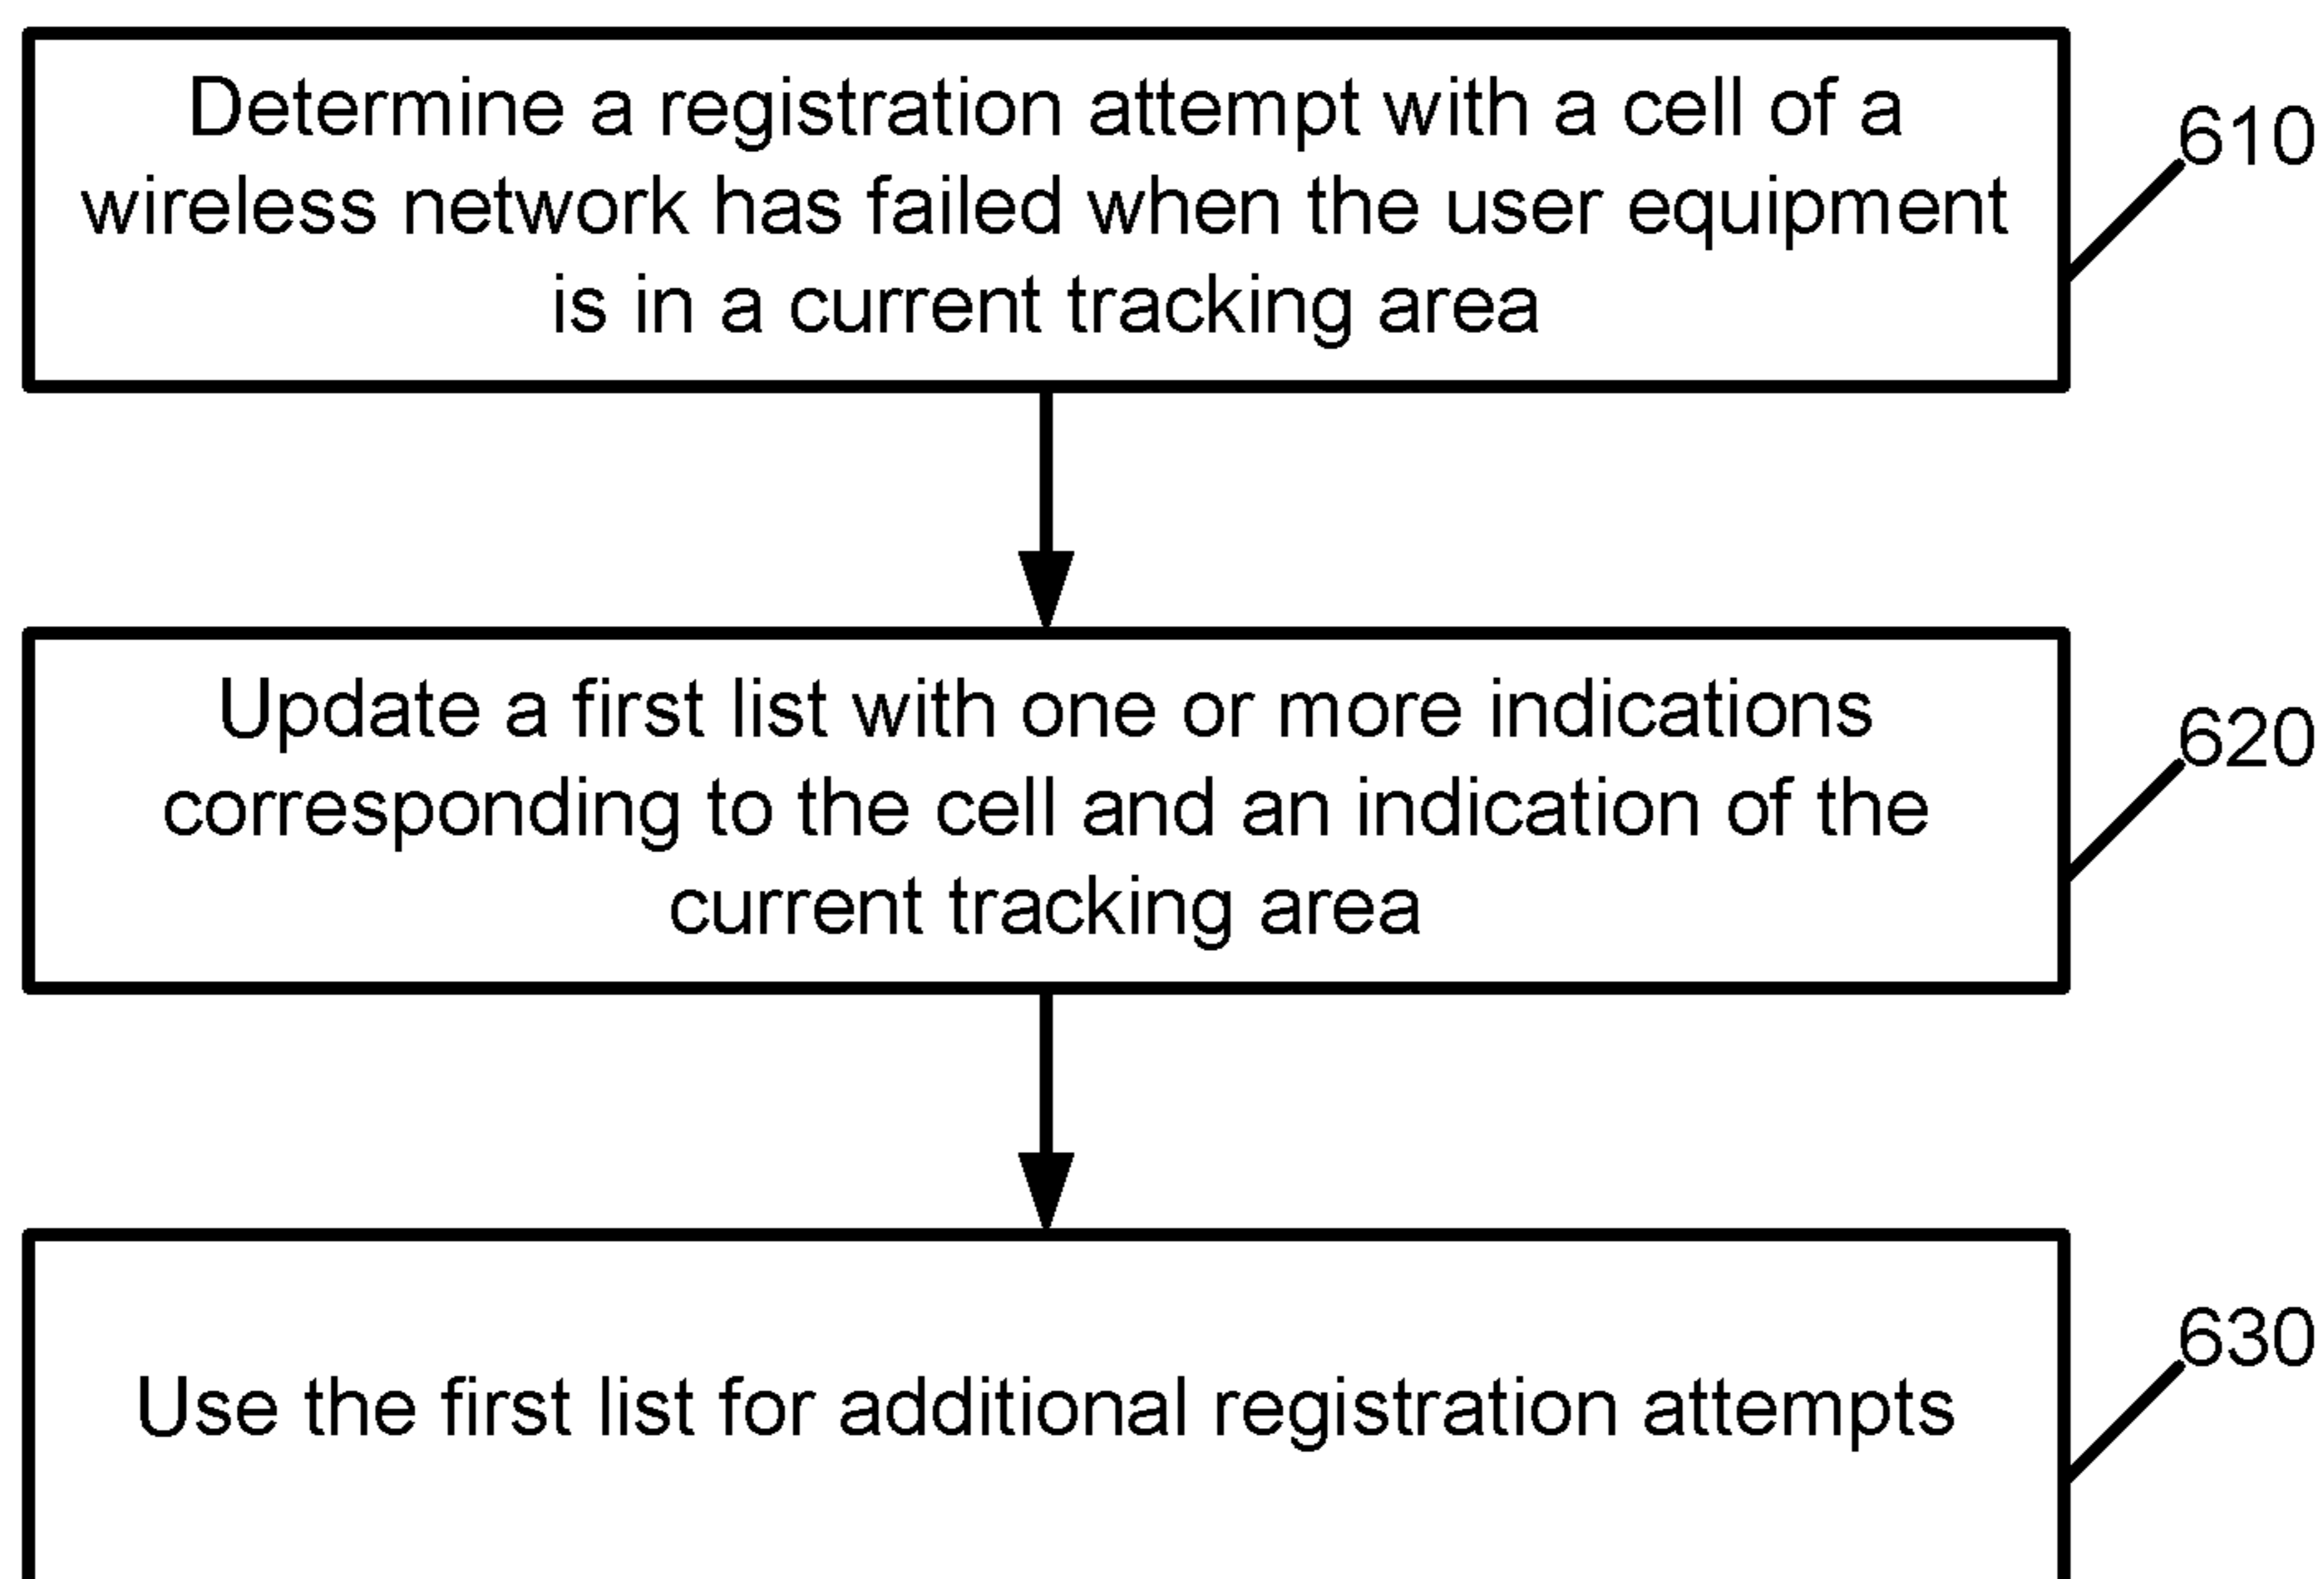 Determine a registration attempt with a cell of a
wireless network has failed when the user equipment
is in a current tracking area
610
Update a first list with one or more indications
corresponding to the cell and an indication of the
current tracking area
620
Use the first list for additional registration attempts
630